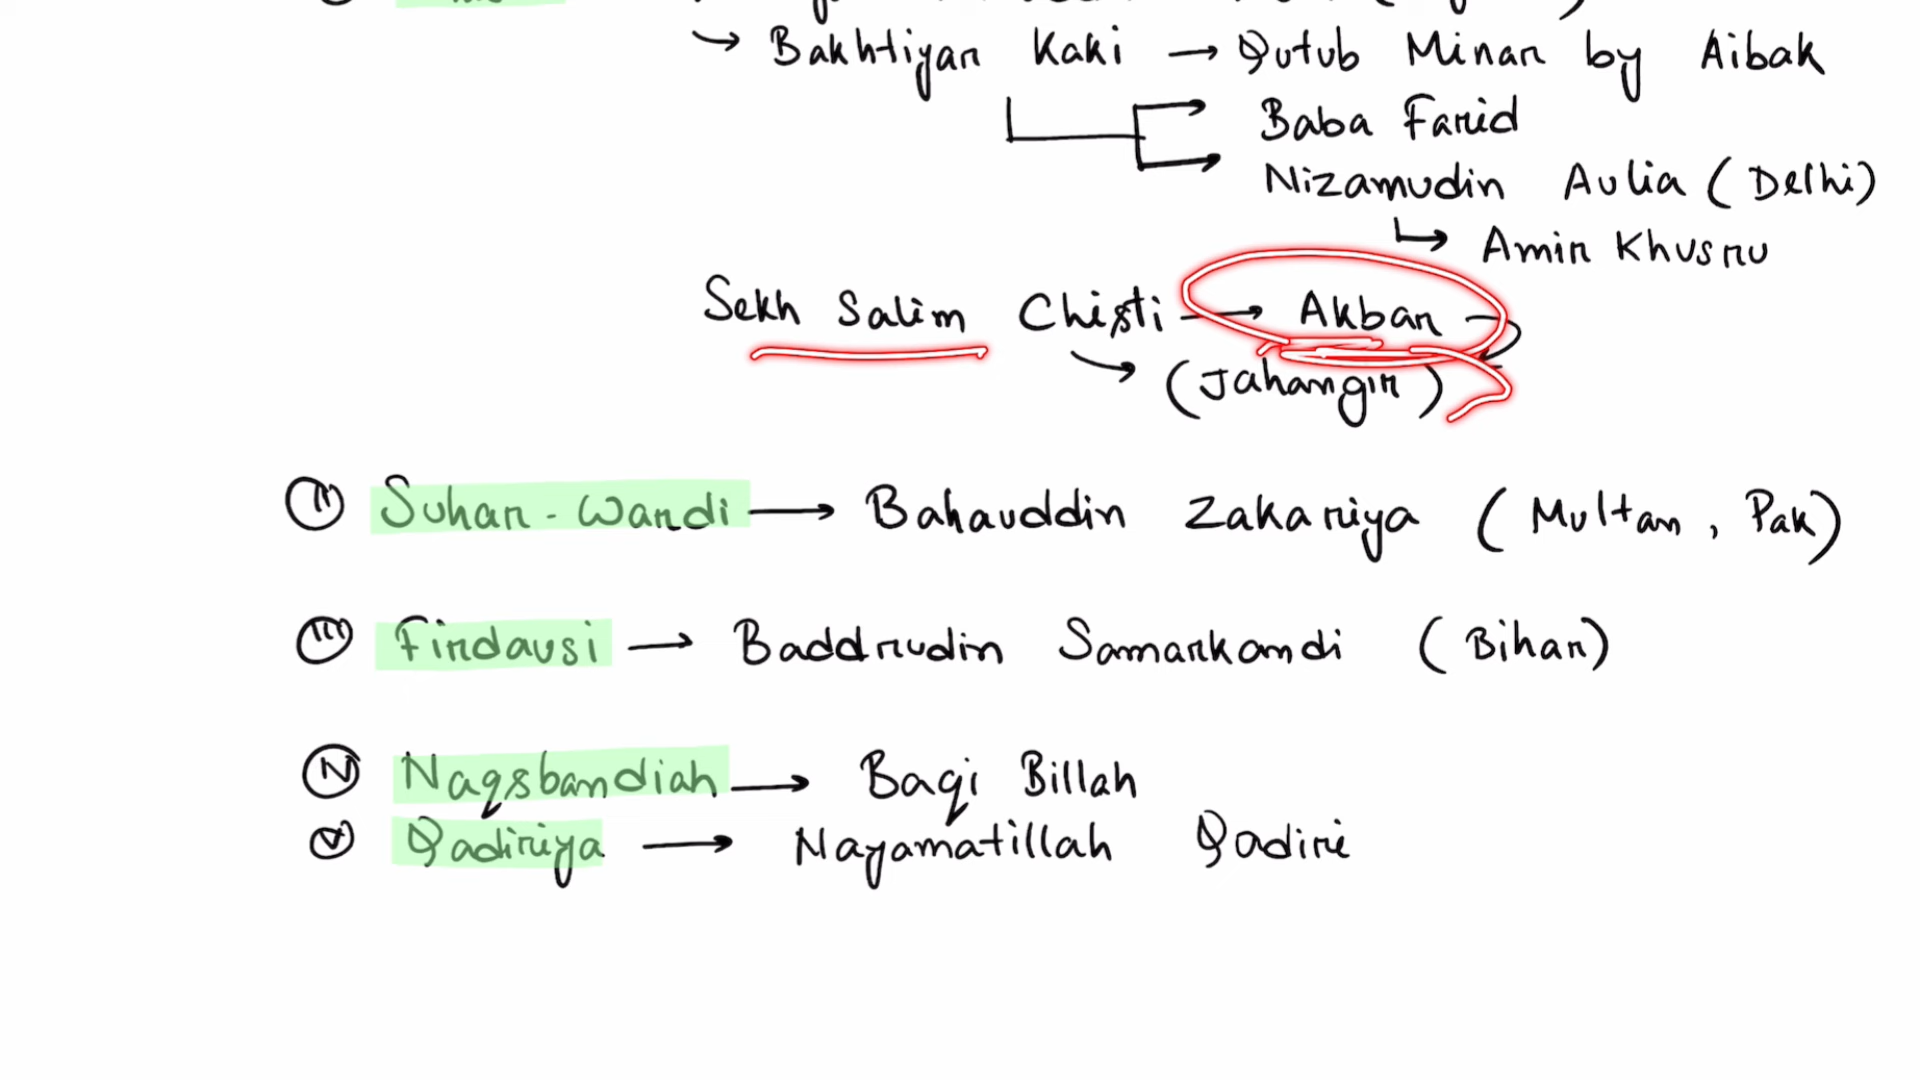 → Bakhtiyar Kaki → Qutub Minar by Aibak
Baba Farid
Nizamudin Aulia (Delhi)
↳ Amir Khusru
Sekh Salim Chisti → Akbar
→ (Jahangir)
(II) Suhar-wardi → Bahauddin Zakariya (Multan, Pak)
(III) Firdausi → Baddrudin Samarkandi (Bihar)
(IV) Naqsbandiah → Baqi Billah
(V) Qadiriya → Nayamatillah Qadiri